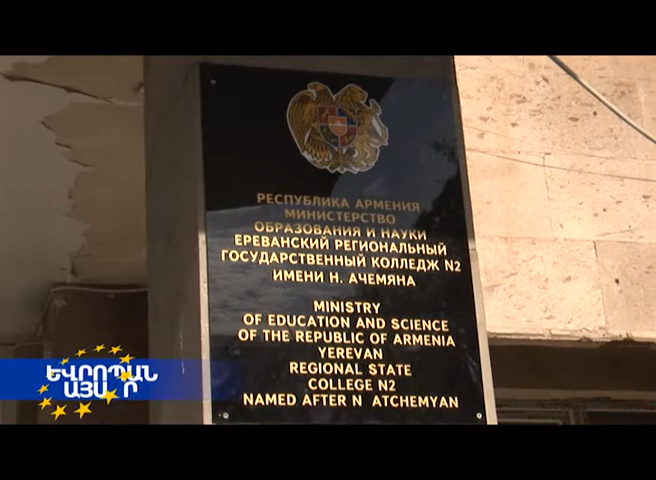 РЕСПУБЛИКА АРМЕНИЯ
МИНИСТЕРСТВО
ОБРАЗОВАНИЯ И НАУКИ
ЕРЕВАНСКИЙ РЕГИОНАЛЬНЫЙ
ГОСУДАРСТВЕННЫЙ КОЛЛЕДЖ N2
ИМЕНИ Н. АЧЕМЯНА
MINISTRY
OF EDUCATION AND SCIENCE
OF THE REPUBLIC OF ARMENIA
YEREVAN
REGIONAL STATE
COLLEGE N2
NAMED AFTER N ATCHEMYAN
ԵՎՐՈՊԱՆ